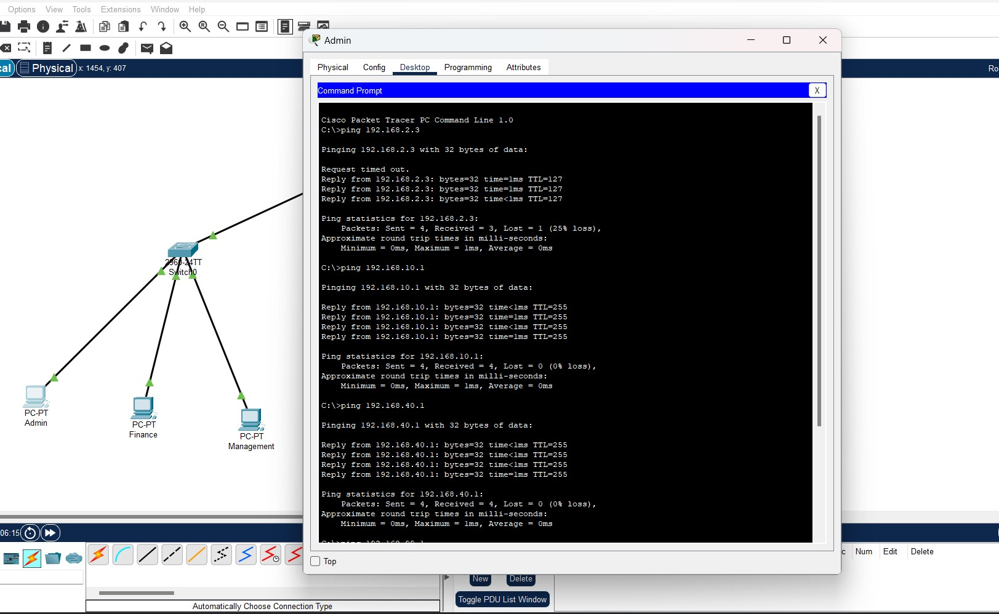 Options View Tools Extensions Window Help
Physical x: 1454, y: 407
Ro
Admin
Physical Config Desktop Programming Attributes
Command Prompt
X
Cisco Packet Tracer PC Command Line 1.0
C:\>ping 192.168.2.3
Pinging 192.168.2.3 with 32 bytes of data:
Request timed out.
Reply from 192.168.2.3: bytes=32 time=1ms TTL=127
Reply from 192.168.2.3: bytes=32 time=1ms TTL=127
Reply from 192.168.2.3: bytes=32 time<1ms TTL=127
Ping statistics for 192.168.2.3:
Packets: Sent = 4, Received = 3, Lost = 1 (25% loss),
Approximate round trip times in milli-seconds:
Minimum = 0ms, Maximum = 1ms, Average = 0ms
C:\>ping 192.168.10.1
Pinging 192.168.10.1 with 32 bytes of data:
Reply from 192.168.10.1: bytes=32 time<1ms TTL=255
Reply from 192.168.10.1: bytes=32 time=1ms TTL=255
Reply from 192.168.10.1: bytes=32 time<1ms TTL=255
Reply from 192.168.10.1: bytes=32 time=1ms TTL=255
Ping statistics for 192.168.10.1:
Packets: Sent = 4, Received = 4, Lost = 0 (0% loss),
Approximate round trip times in milli-seconds:
Minimum = 0ms, Maximum = 1ms, Average = 0ms
C:\>ping 192.168.40.1
Pinging 192.168.40.1 with 32 bytes of data:
Reply from 192.168.40.1: bytes=32 time<1ms TTL=255
Reply from 192.168.40.1: bytes=32 time<1ms TTL=255
Reply from 192.168.40.1: bytes=32 time<1ms TTL=255
Reply from 192.168.40.1: bytes=32 time=1ms TTL=255
Ping statistics for 192.168.40.1:
Packets: Sent = 4, Received = 4, Lost = 0 (0% loss),
Approximate round trip times in milli-seconds:
Minimum = 0ms, Maximum = 1ms, Average = 0ms
Top
2960-24TT
Switch0
PC-PT
Admin
PC-PT
Finance
PC-PT
Management
06:15
c Num Edit Delete
New Delete
Toggle PDU List Window
Automatically Choose Connection Type